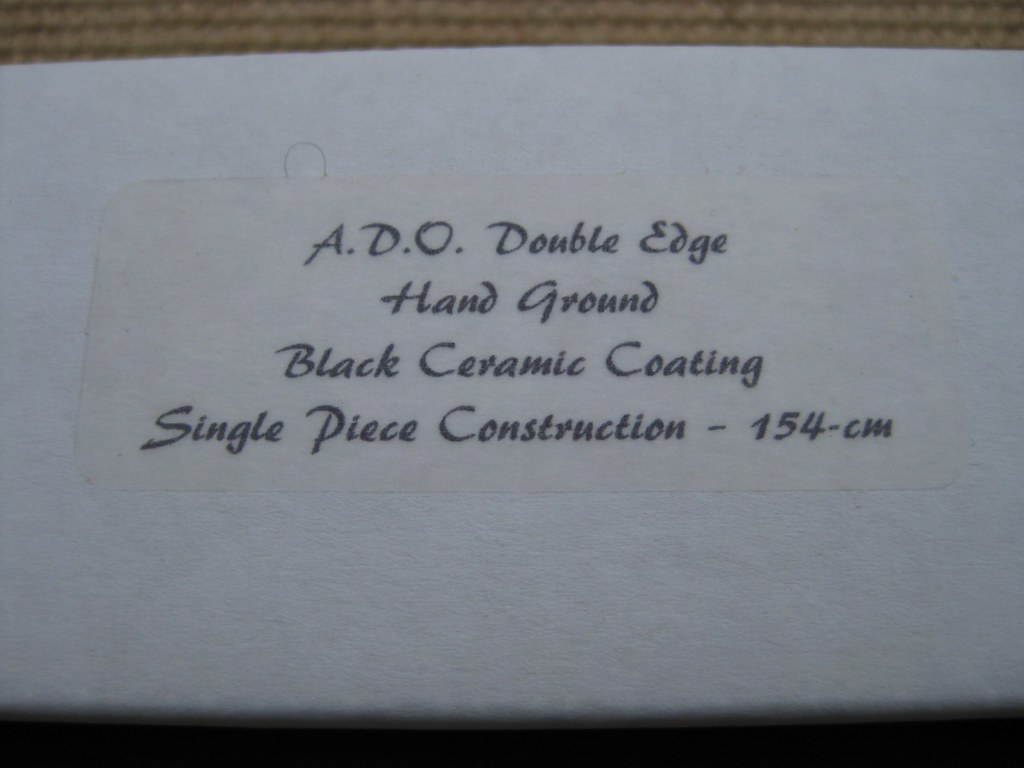 A.D.O. Double Edge
Hand Ground
Black Ceramic Coating
Single Piece Construction - 154-cm